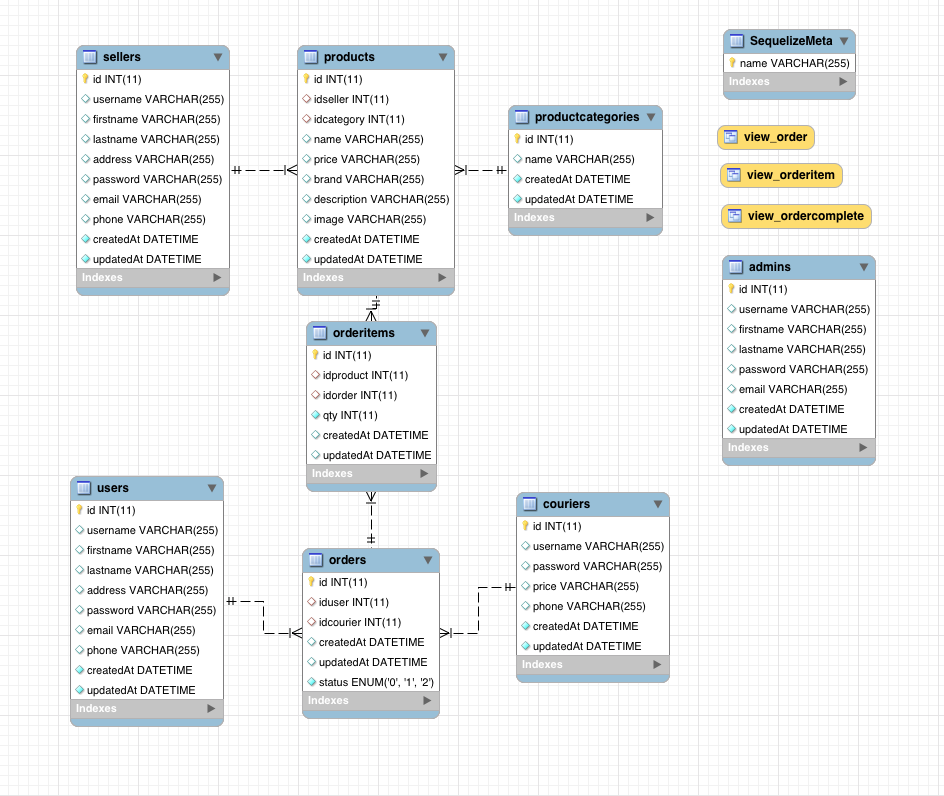 sellers
id INT(11)
username VARCHAR(255)
firstname VARCHAR(255)
lastname VARCHAR(255)
address VARCHAR(255)
password VARCHAR(255)
email VARCHAR(255)
phone VARCHAR(255)
createdAt DATETIME
updatedAt DATETIME
Indexes
products
id INT(11)
idseller INT(11)
idcategory INT(11)
name VARCHAR(255)
price VARCHAR(255)
brand VARCHAR(255)
description VARCHAR(255)
image VARCHAR(255)
createdAt DATETIME
updatedAt DATETIME
Indexes
productcategories
id INT(11)
name VARCHAR(255)
createdAt DATETIME
updatedAt DATETIME
Indexes
SequelizeMeta
name VARCHAR(255)
Indexes
view_order
view_orderitem
view_ordercomplete
admins
id INT(11)
username VARCHAR(255)
firstname VARCHAR(255)
lastname VARCHAR(255)
password VARCHAR(255)
email VARCHAR(255)
createdAt DATETIME
updatedAt DATETIME
Indexes
orderitems
id INT(11)
idproduct INT(11)
idorder INT(11)
qty INT(11)
createdAt DATETIME
updatedAt DATETIME
Indexes
users
id INT(11)
username VARCHAR(255)
firstname VARCHAR(255)
lastname VARCHAR(255)
address VARCHAR(255)
password VARCHAR(255)
email VARCHAR(255)
phone VARCHAR(255)
createdAt DATETIME
updatedAt DATETIME
Indexes
orders
id INT(11)
iduser INT(11)
idcourier INT(11)
createdAt DATETIME
updatedAt DATETIME
status ENUM('0', '1', '2')
Indexes
couriers
id INT(11)
username VARCHAR(255)
password VARCHAR(255)
price VARCHAR(255)
phone VARCHAR(255)
createdAt DATETIME
updatedAt DATETIME
Indexes